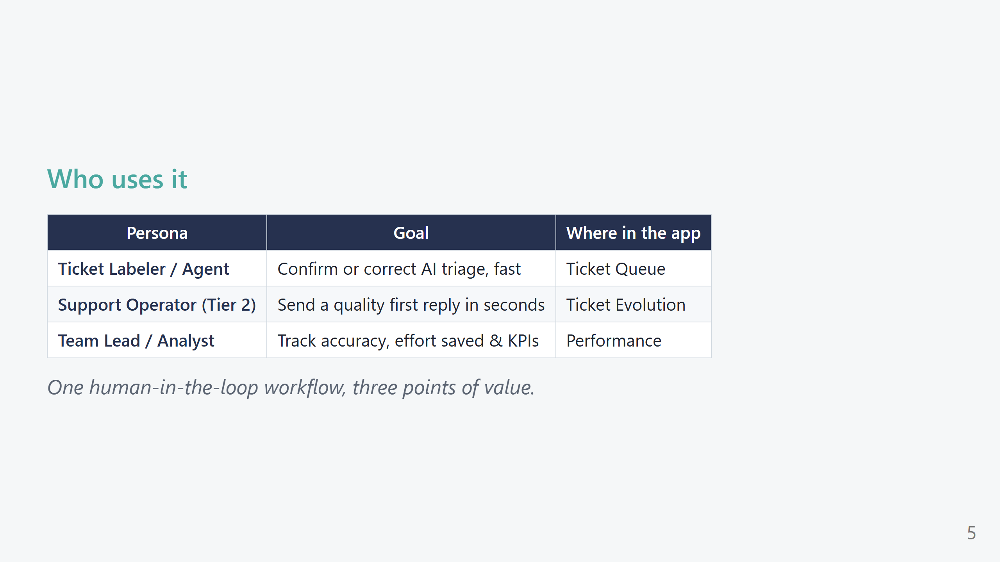 Who uses it
Persona Goal Where in the app
Ticket Labeler / Agent Confirm or correct AI triage, fast Ticket Queue
Support Operator (Tier 2) Send a quality first reply in seconds Ticket Evolution
Team Lead / Analyst Track accuracy, effort saved & KPIs Performance
One human-in-the-loop workflow, three points of value.
5